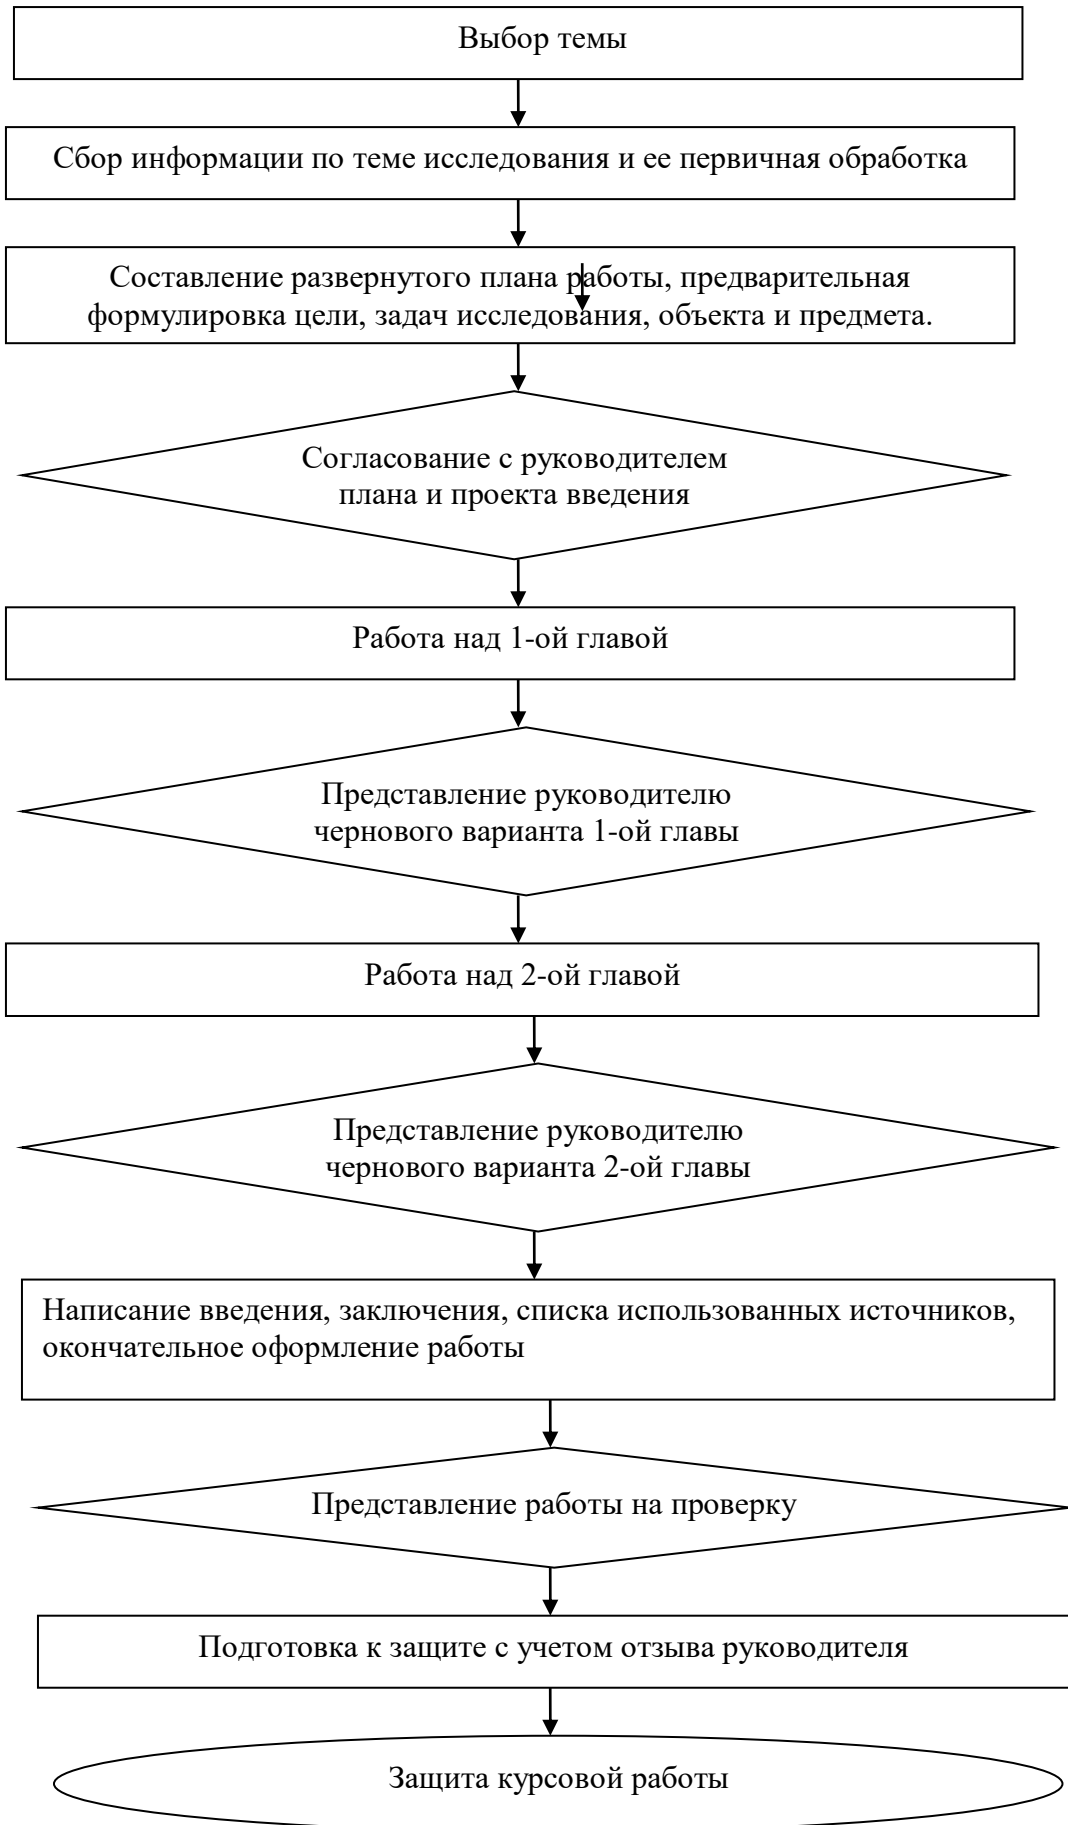 Выбор темы
Сбор информации по теме исследования и ее первичная обработка
Составление развернутого плана работы, предварительная
формулировка цели, задач исследования, объекта и предмета.
Согласование с руководителем
плана и проекта введения
Работа над 1-ой главой
Представление руководителю
чернового варианта 1-ой главы
Работа над 2-ой главой
Представление руководителю
чернового варианта 2-ой главы
Написание введения, заключения, списка использованных источников,
окончательное оформление работы
Представление работы на проверку
Подготовка к защите с учетом отзыва руководителя
Защита курсовой работы